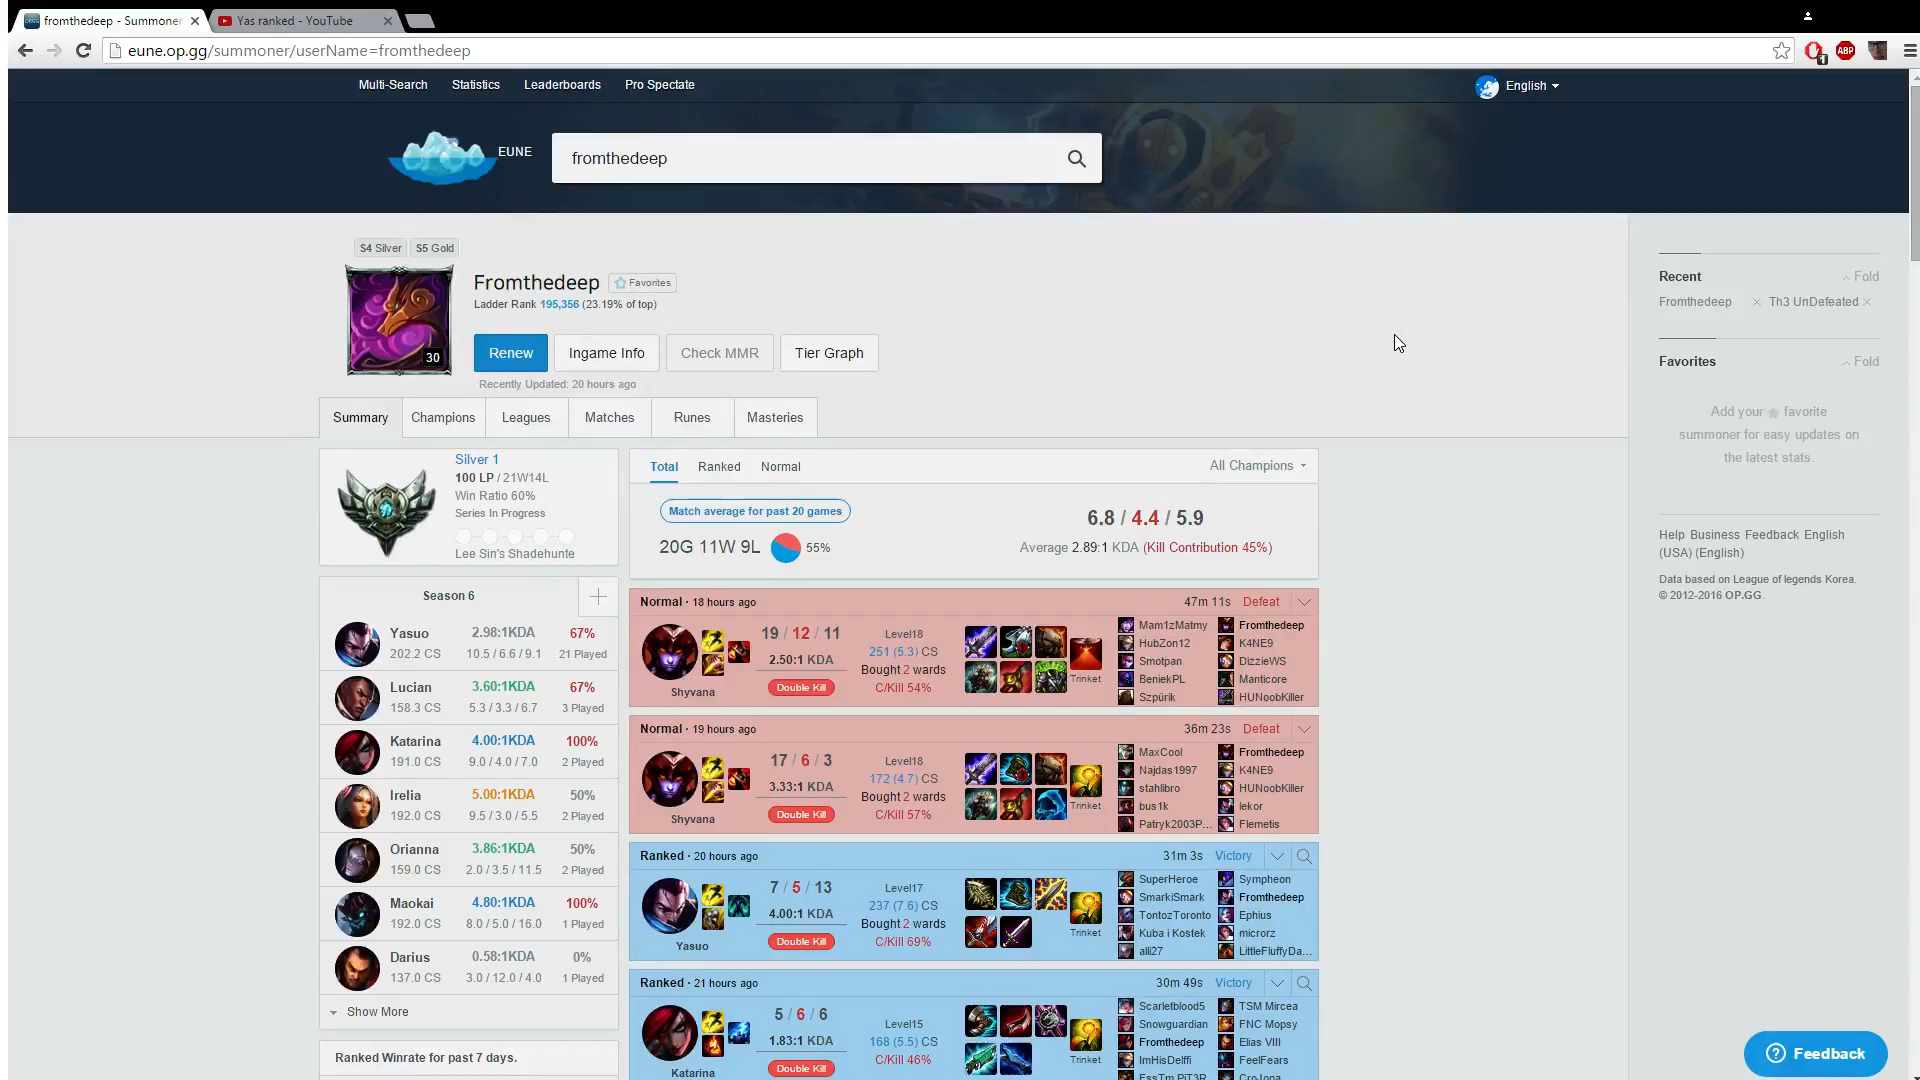 fromthedeep - Summoner
Yas ranked - YouTube
eune.op.gg/summoner/userName=fromthedeep
1
ABP
Multi-Search Statistics Leaderboards Pro Spectate
English
EUNE
fromthedeep
S4 Silver S5 Gold
30
Fromthedeep
Favorites
Ladder Rank 195,356 (23.19% of top)
Renew Ingame Info Check MMR Tier Graph
Recently Updated: 20 hours ago
Summary Champions Leagues Matches Runes Masteries
Silver 1
100 LP / 21W14L
Win Ratio 60%
Series In Progress
Lee Sin's Shadehunte
Season 6
Yasuo 2.98:1KDA 67%
202.2 CS 10.5 / 6.6 / 9.1 21 Played
Lucian 3.60:1KDA 67%
158.3 CS 5.3 / 3.3 / 6.7 3 Played
Katarina 4.00:1KDA 100%
191.0 CS 9.0 / 4.0 / 7.0 2 Played
Irelia 5.00:1KDA 50%
192.0 CS 9.5 / 3.0 / 5.5 2 Played
Orianna 3.86:1KDA 50%
159.0 CS 2.0 / 3.5 / 11.5 2 Played
Maokai 4.80:1KDA 100%
192.0 CS 8.0 / 5.0 / 16.0 1 Played
Darius 0.58:1KDA 0%
137.0 CS 3.0 / 12.0 / 4.0 1 Played
Show More
Ranked Winrate for past 7 days.
Total Ranked Normal All Champions
Match average for past 20 games
20G 11W 9L 55%
6.8 / 4.4 / 5.9
Average 2.89:1 KDA (Kill Contribution 45%)
Normal · 18 hours ago 47m 11s Defeat
Shyvana
19 / 12 / 11
2.50:1 KDA
Double Kill
Level18
251 (5.3) CS
Bought 2 wards
C/Kill 54%
Trinket
Mam1zMatmy Fromthedeep
HubZon12 K4NE9
Smotpan DizzieWS
BeniekPL Manticore
Szpürik HUNoobKiller
Normal · 19 hours ago 36m 23s Defeat
Shyvana
17 / 6 / 3
3.33:1 KDA
Double Kill
Level18
172 (4.7) CS
Bought 2 wards
C/Kill 57%
Trinket
MaxCool Fromthedeep
Najdas1997 K4NE9
stahlibro HUNoobKiller
bus1k lekor
Patryk2003P... Flemetis
Ranked · 20 hours ago 31m 3s Victory
Yasuo
7 / 5 / 13
4.00:1 KDA
Double Kill
Level17
237 (7.6) CS
Bought 2 wards
C/Kill 69%
Trinket
SuperHeroe Sympheon
SmarkiSmark Fromthedeep
TontozToronto Ephius
Kuba i Kostek microrz
alli27 LittleFluffyDa...
Ranked · 21 hours ago 30m 49s Victory
Katarina
5 / 6 / 6
1.83:1 KDA
Double Kill
Level15
168 (5.5) CS
C/Kill 46%
Trinket
Scarletblood5 TSM Mircea
Snowguardian FNC Mopsy
Fromthedeep Elias VIII
ImHisDelffi FeelFears
Recent Fold
Fromthedeep Th3 UnDefeated
Favorites Fold
Add your favorite
summoner for easy updates on
the latest stats.
Help Business Feedback English
(USA) (English)
Data based on League of legends Korea.
© 2012-2016 OP.GG.
Feedback